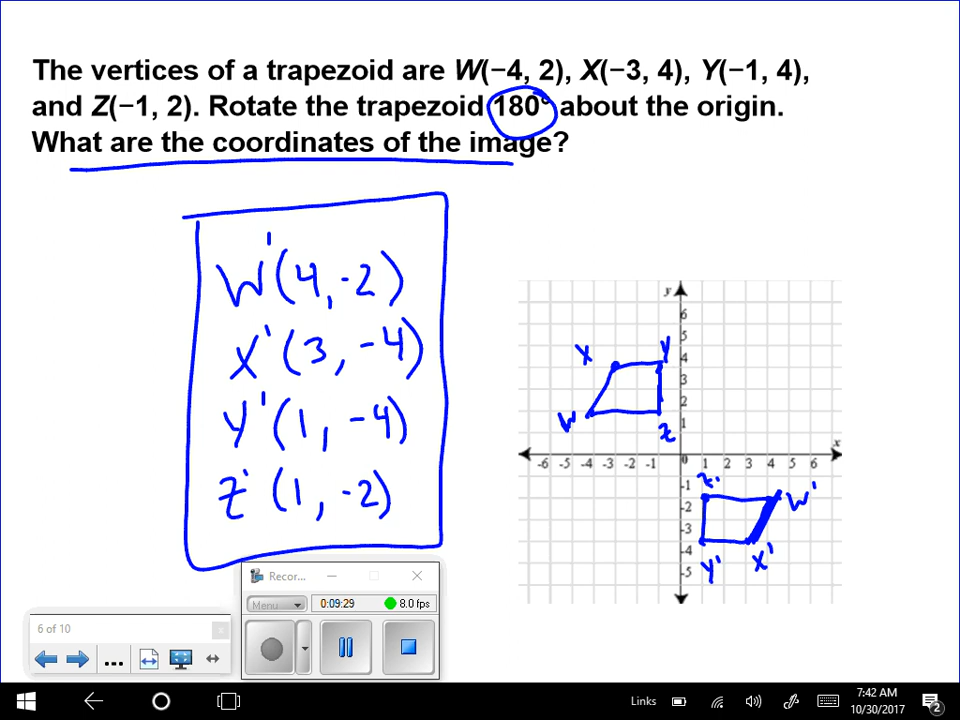 The vertices of a trapezoid are W(−4, 2), X(−3, 4), Y(−1, 4),
and Z(−1, 2). Rotate the trapezoid 180° about the origin.
What are the coordinates of the image?
W'(4, -2)
X'(3, -4)
Y'(1, -4)
Z'(1, -2)
y
6
5
X Y 4
3
2
W 1
Z
x
-6 -5 -4 -3 -2 -1 0 1 2 3 4 5 6
-1 Z'
-2 W'
-3
-4
Y' X'
-5
Recor...
Menu 0:09:29 8.0 fps
6 of 10 x
...
Links 7:42 AM
10/30/2017 2